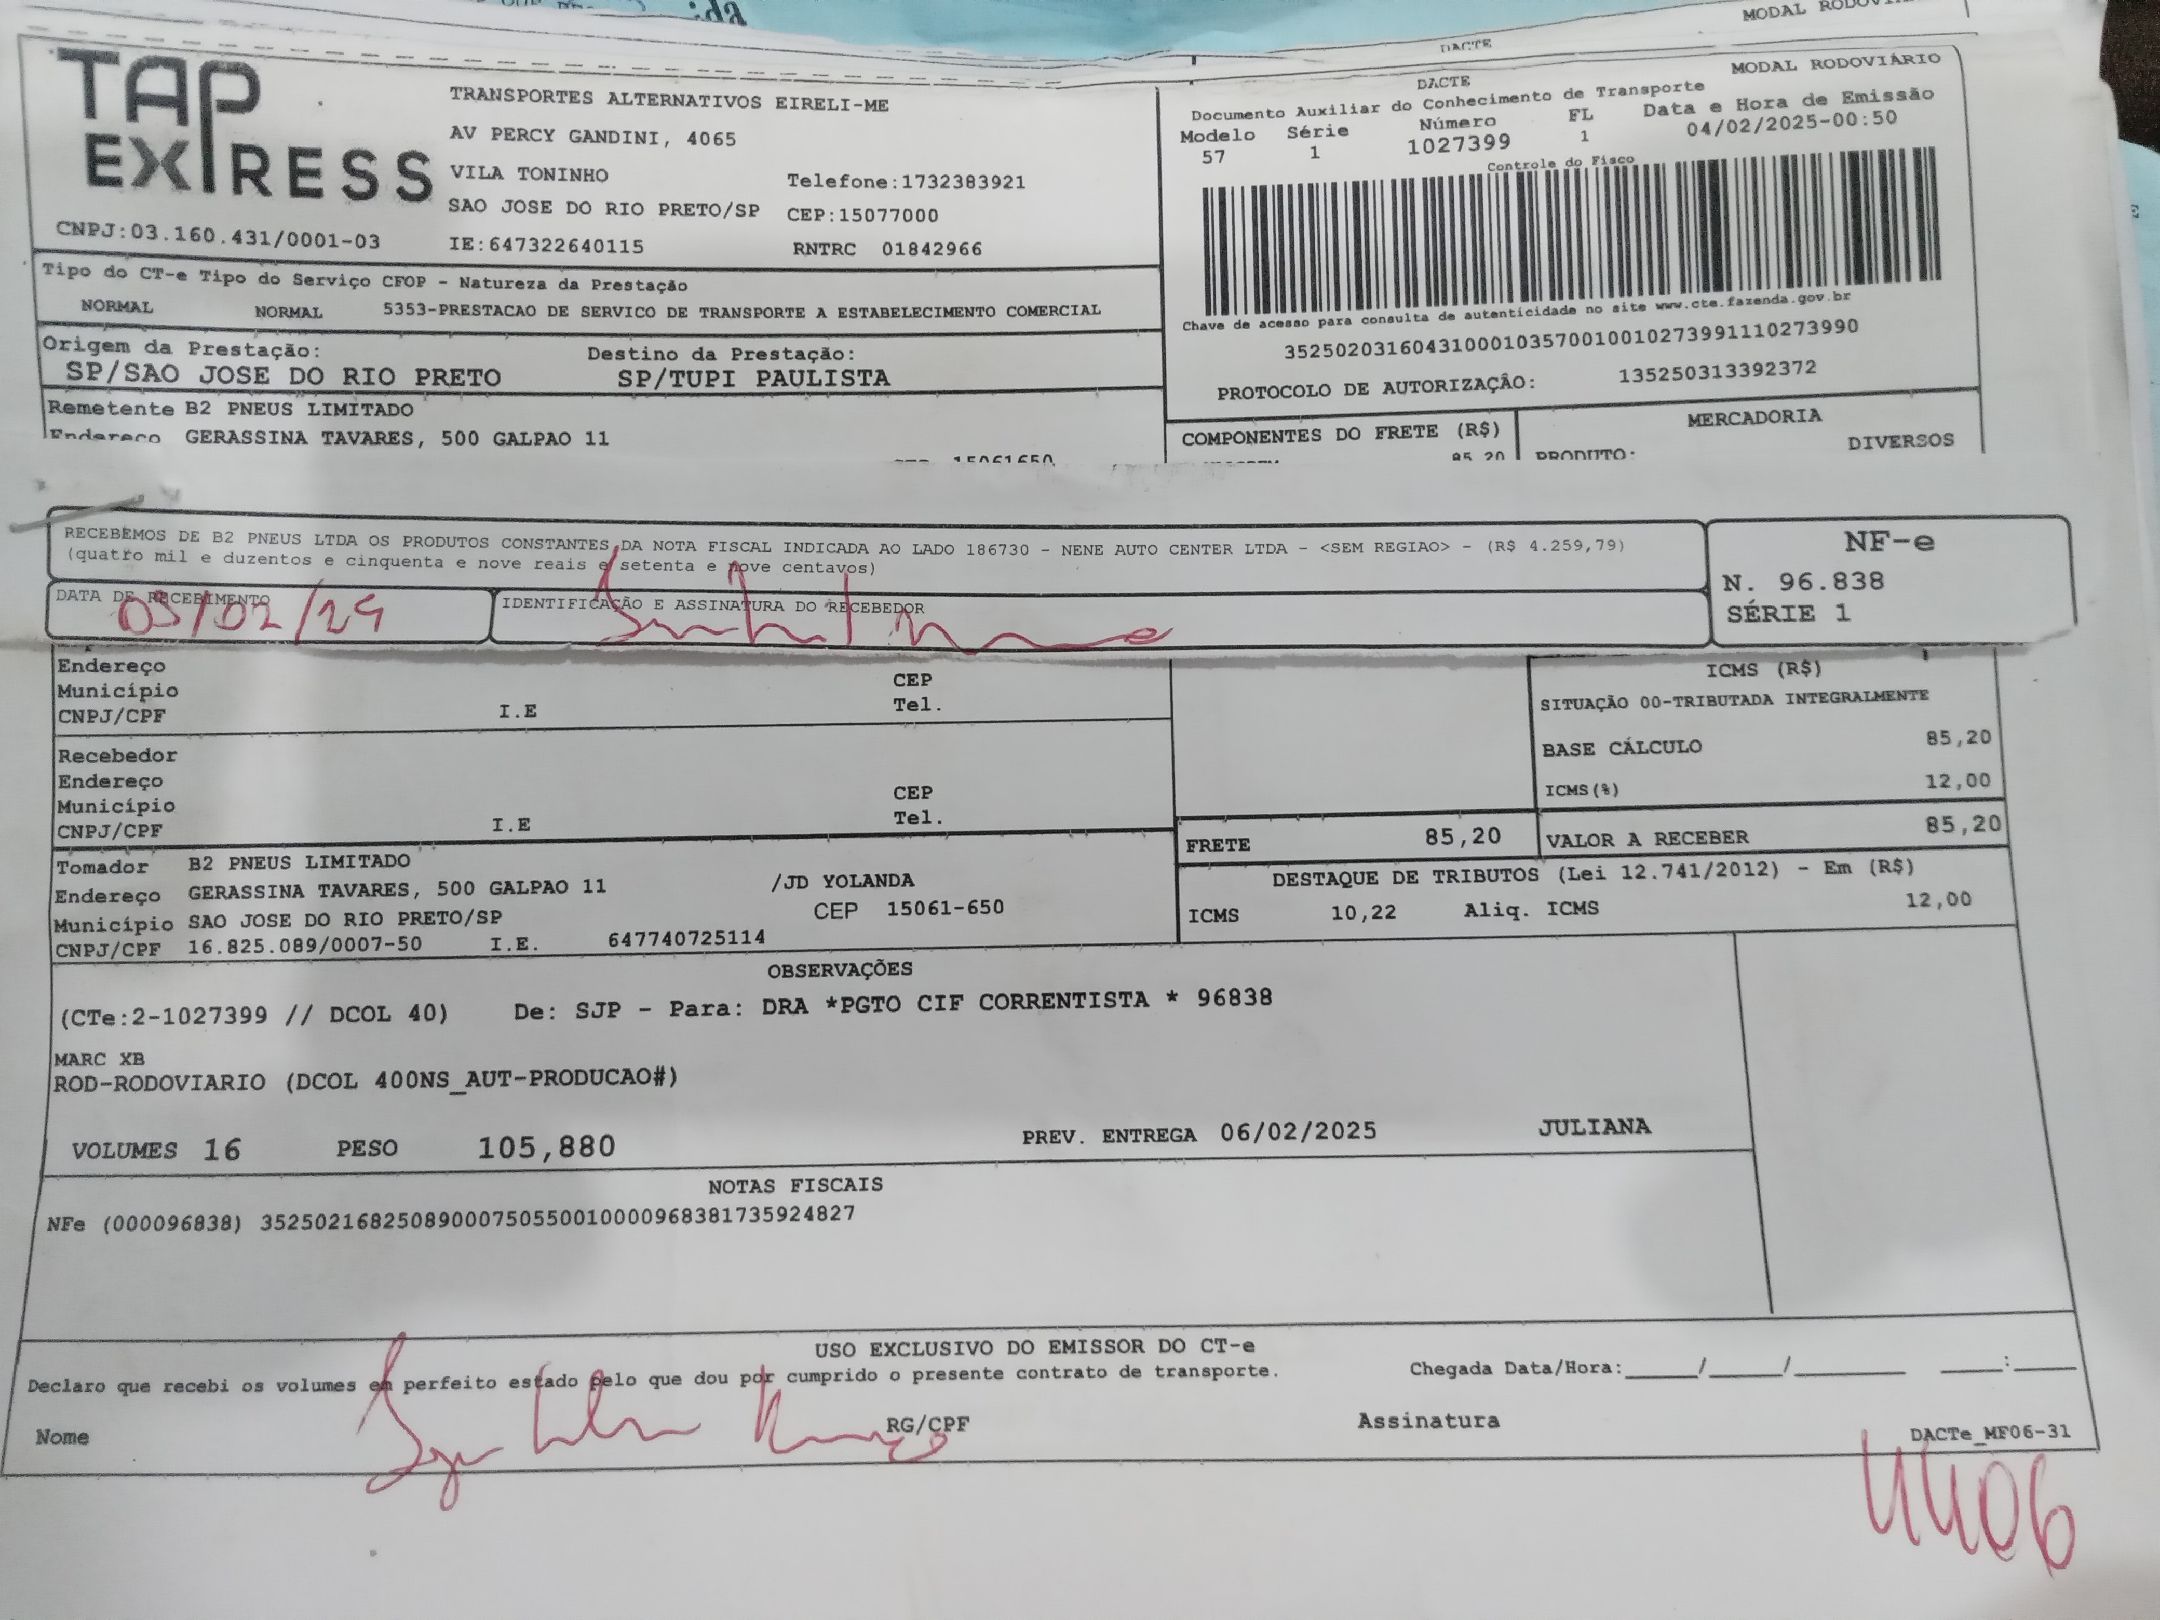 MODAL RODOVIÁ
DACTE
TAP
EXPRESS
CNPJ:03.160.431/0001-03
TRANSPORTES ALTERNATIVOS EIRELI-ME
AV PERCY GANDINI, 4065
VILA TONINHO
Telefone:1732383921
SAO JOSE DO RIO PRETO/SP CEP:15077000
IE:647322640115 RNTRC 01842966
DACTE MODAL RODOVIÁRIO
Documento Auxiliar do Conhecimento de Transporte
Modelo Série Número FL Data e Hora de Emissão
57 1 1027399 1 04/02/2025-00:50
Controle do Fisco
Chave de acesso para consulta de autenticidade no site www.cte.fazenda.gov.br
35250203160431000103570010010273991110273990
PROTOCOLO DE AUTORIZAÇÃO: 135250313392372
Tipo do CT-e Tipo do Serviço CFOP - Natureza da Prestação
NORMAL NORMAL 5353-PRESTACAO DE SERVICO DE TRANSPORTE A ESTABELECIMENTO COMERCIAL
Origem da Prestação: Destino da Prestação:
SP/SAO JOSE DO RIO PRETO SP/TUPI PAULISTA
Remetente B2 PNEUS LIMITADO
Endereço GERASSINA TAVARES, 500 GALPAO 11
15061650
COMPONENTES DO FRETE (R$) MERCADORIA
85,20 PRODUTO: DIVERSOS
RECEBEMOS DE B2 PNEUS LTDA OS PRODUTOS CONSTANTES DA NOTA FISCAL INDICADA AO LADO 186730 - NENE AUTO CENTER LTDA - <SEM REGIAO> - (R$ 4.259,79)
(quatro mil e duzentos e cinquenta e nove reais e setenta e nove centavos)
DATA DE RECEBIMENTO IDENTIFICAÇÃO E ASSINATURA DO RECEBEDOR
NF-e
N. 96.838
SÉRIE 1
Endereço
Município CEP
CNPJ/CPF I.E Tel.
Recebedor
Endereço
Município CEP
CNPJ/CPF I.E Tel.
ICMS (R$)
SITUAÇÃO 00-TRIBUTADA INTEGRALMENTE
BASE CÁLCULO 85,20
ICMS(%) 12,00
FRETE 85,20 VALOR A RECEBER 85,20
DESTAQUE DE TRIBUTOS (Lei 12.741/2012) - Em (R$)
ICMS 10,22 Aliq. ICMS 12,00
Tomador B2 PNEUS LIMITADO
Endereço GERASSINA TAVARES, 500 GALPAO 11 /JD YOLANDA
Município SAO JOSE DO RIO PRETO/SP CEP 15061-650
CNPJ/CPF 16.825.089/0007-50 I.E. 647740725114
OBSERVAÇÕES
(CTe:2-1027399 // DCOL 40) De: SJP - Para: DRA *PGTO CIF CORRENTISTA * 96838
MARC XB
ROD-RODOVIARIO (DCOL 400NS_AUT-PRODUCAO#)
VOLUMES 16 PESO 105,880 PREV. ENTREGA 06/02/2025 JULIANA
NOTAS FISCAIS
NFe (000096838) 35250216825089000750550010000968381735924827
USO EXCLUSIVO DO EMISSOR DO CT-e
Declaro que recebi os volumes em perfeito estado pelo que dou por cumprido o presente contrato de transporte. Chegada Data/Hora:_____/_____/________ ____:____
Nome RG/CPF Assinatura
DACTe_MF06-31